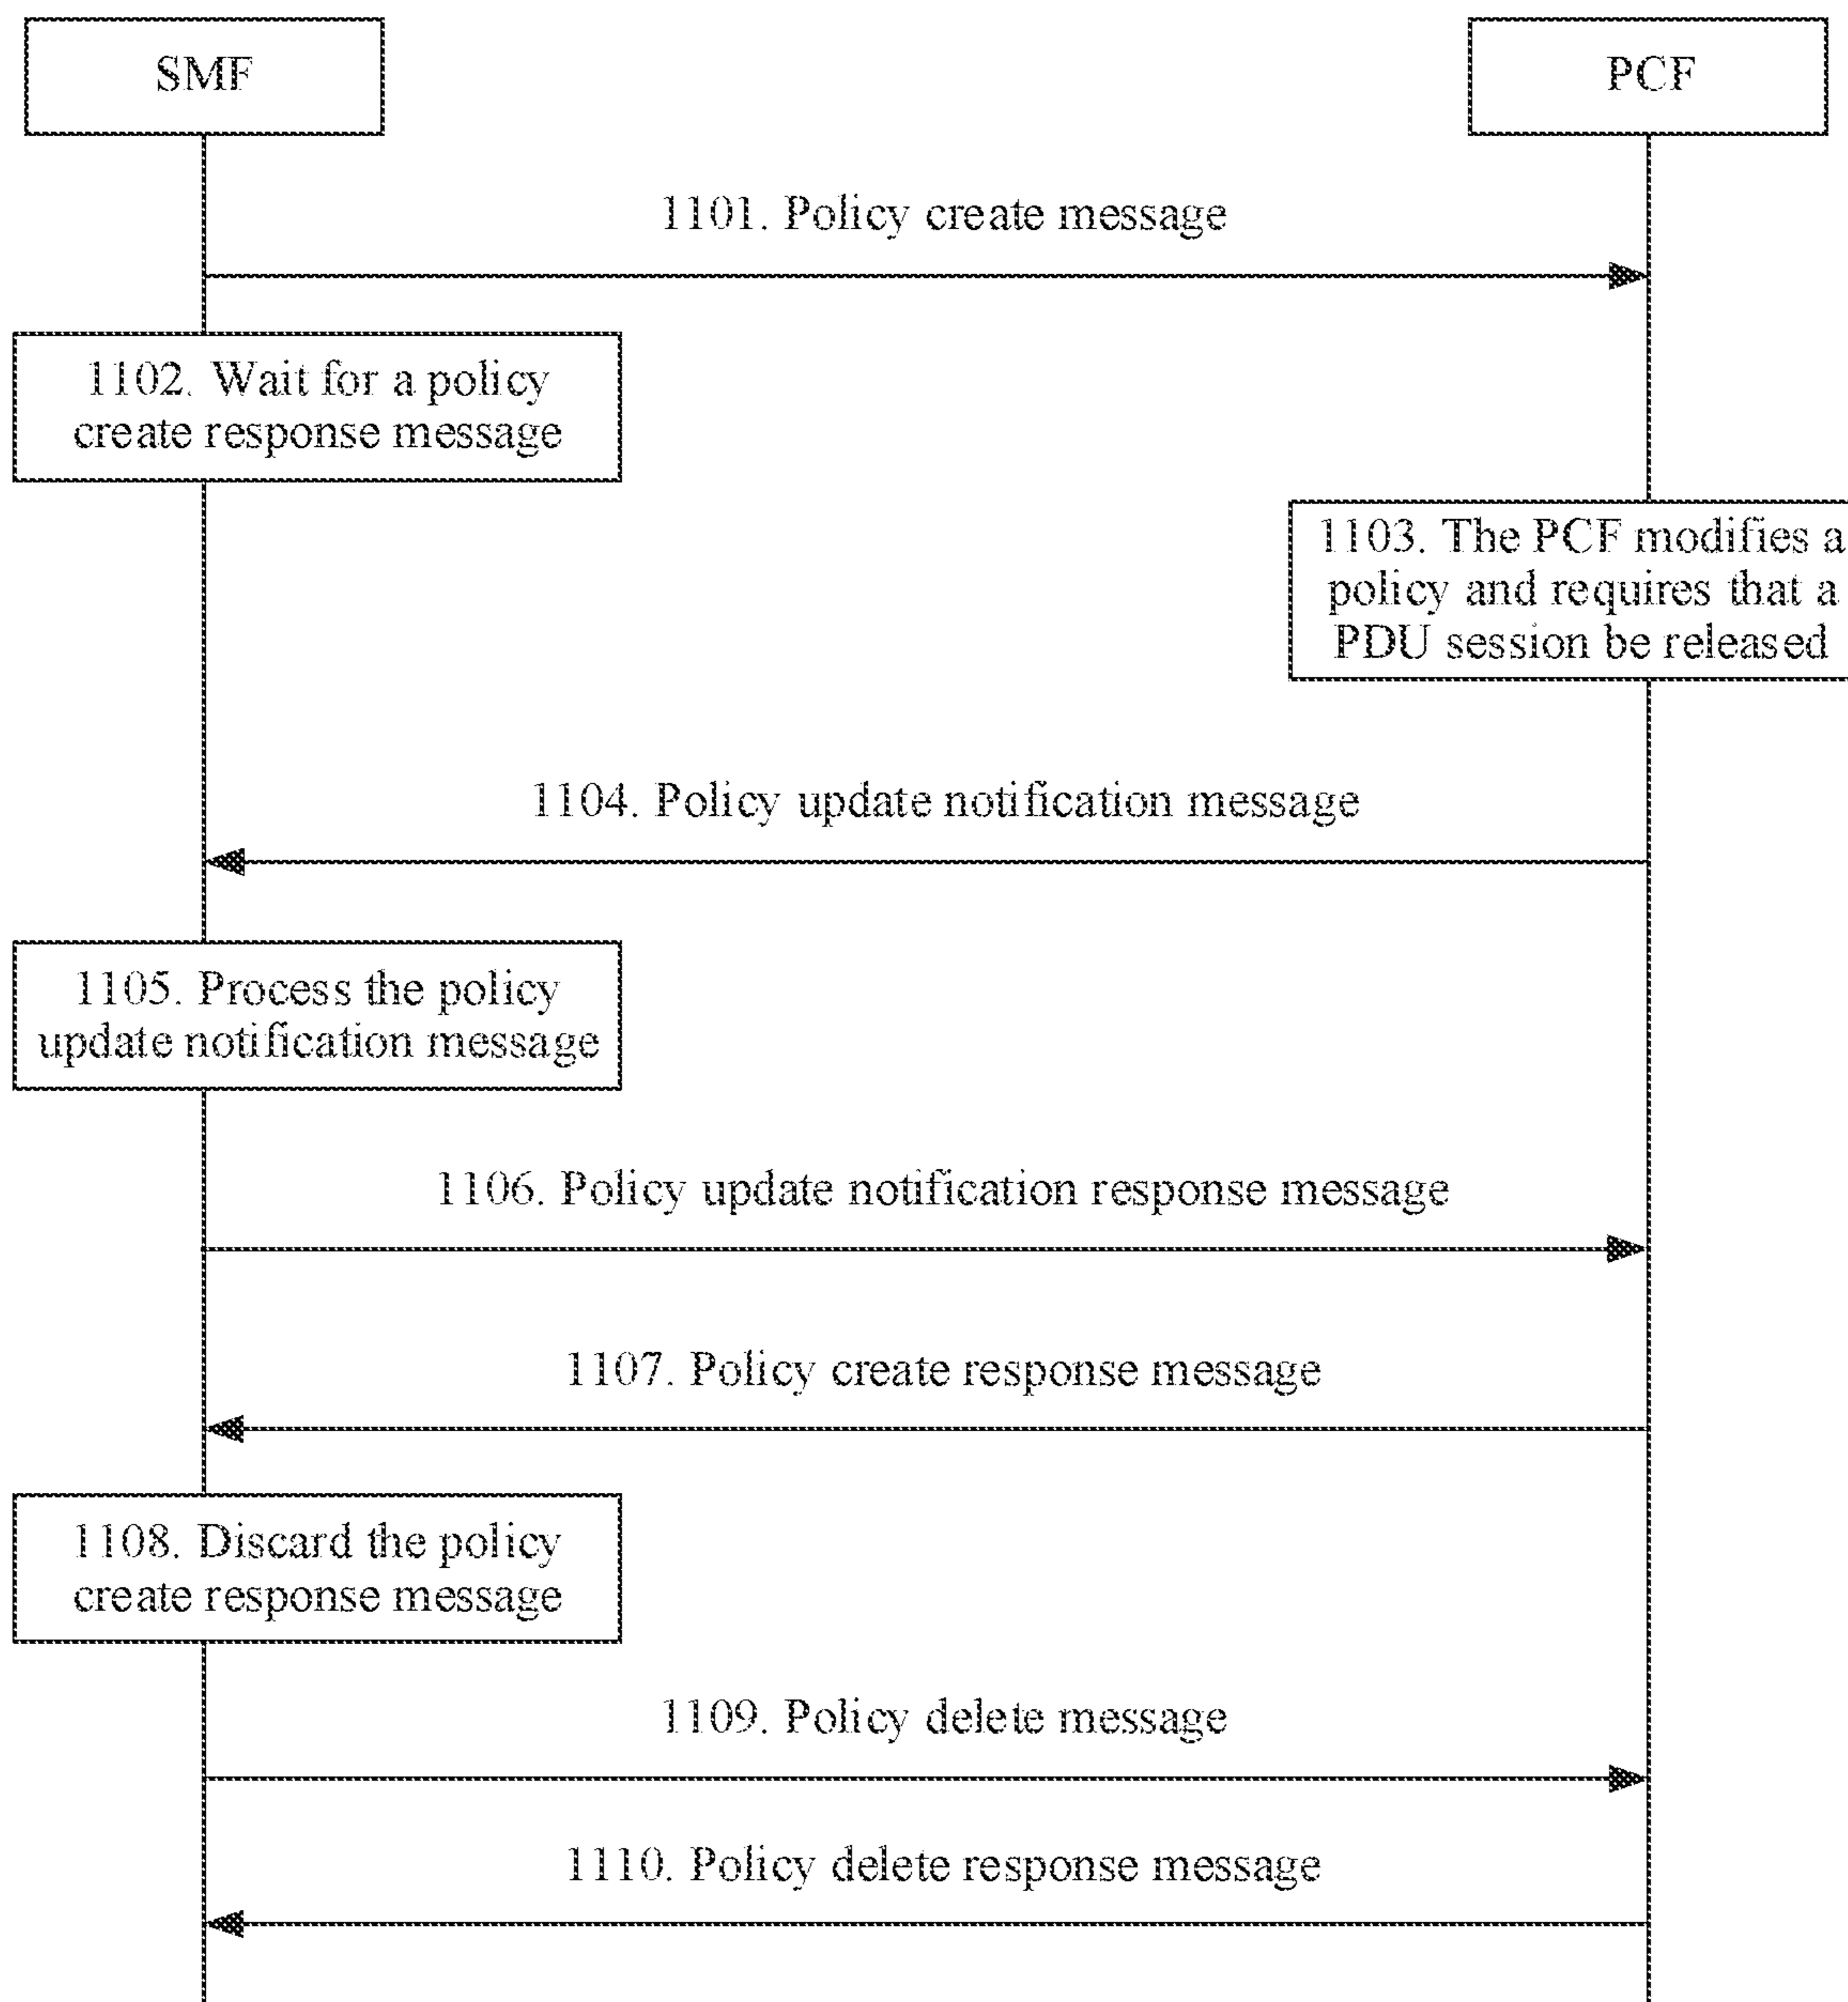 SMF
PCF
1101. Policy create message
1102. Wait for a policy
create response message
1103. The PCF modifies a
policy and requires that a
PDU session be released
1104. Policy update notification message
1105. Process the policy
update notification message
1106. Policy update notification response message
1107. Policy create response message
1108. Discard the policy
create response message
1109. Policy delete message
1110. Policy delete response message